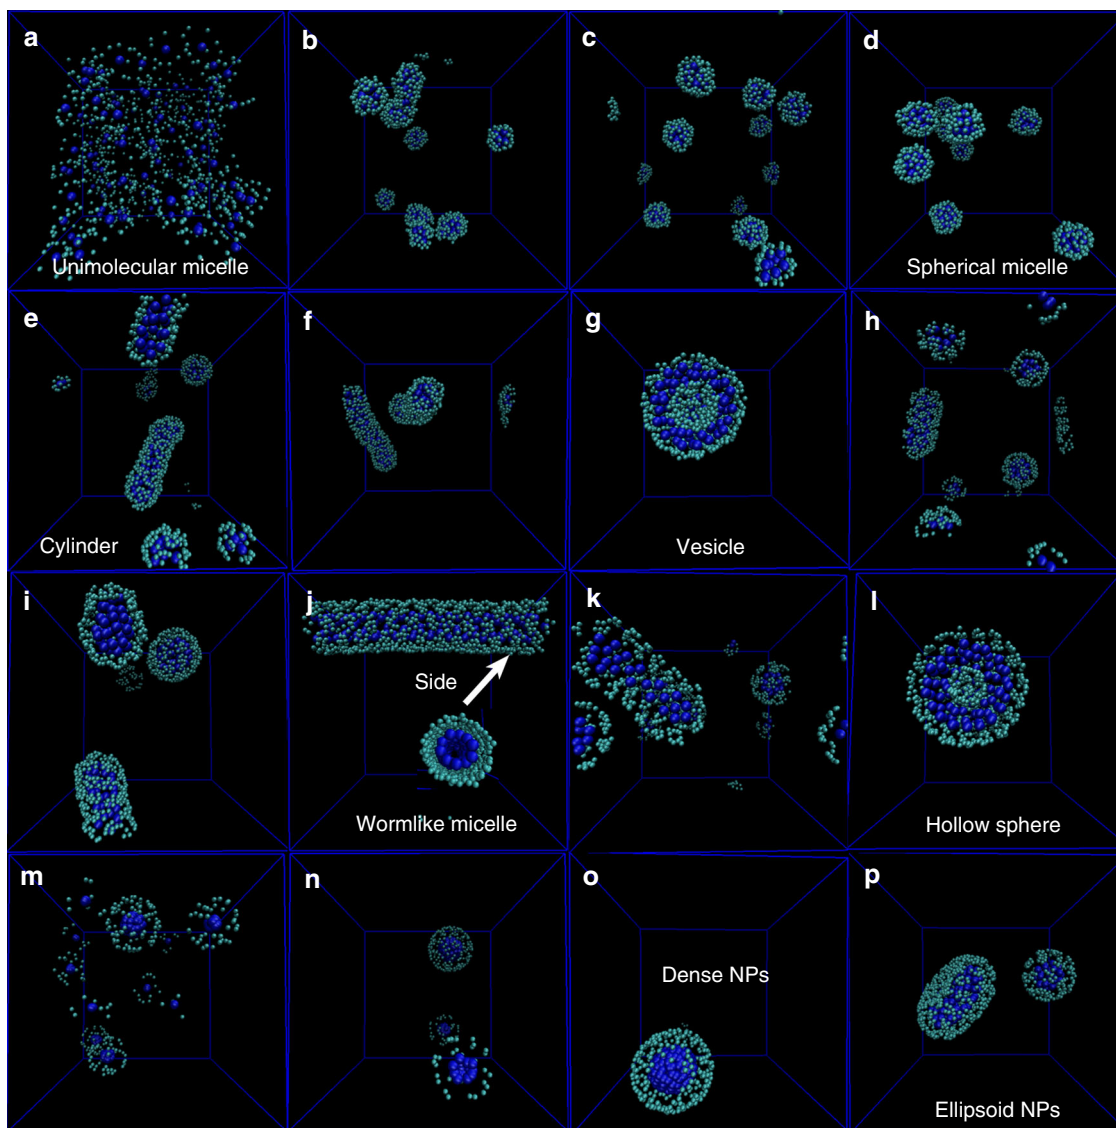 a
b
c
d
Unimolecular micelle
Spherical micelle
e
f
g
h
Cylinder
Vesicle
i
j
k
l
Side
Wormlike micelle
Hollow sphere
m
n
o
p
Dense NPs
Ellipsoid NPs